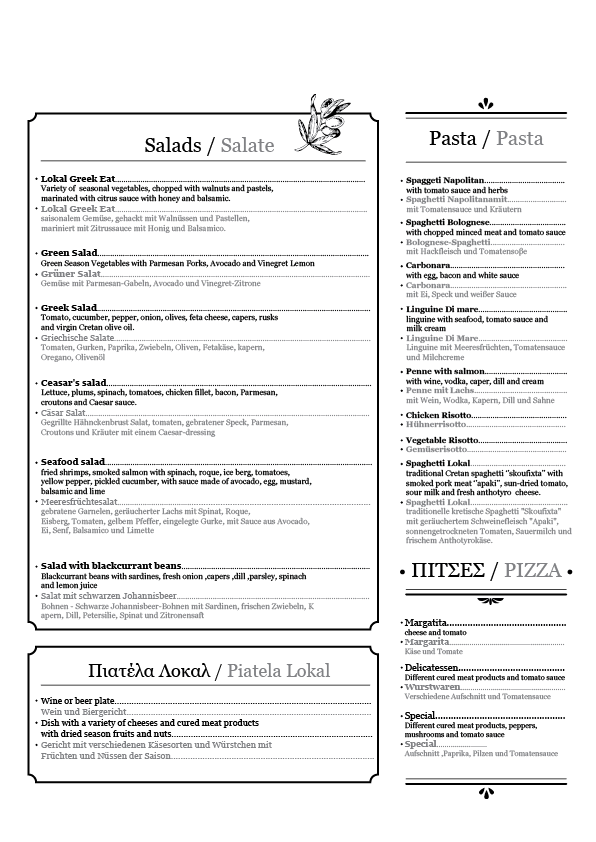 Salads / Salate
• Lokal Greek Eat
Variety of seasonal vegetables, chopped with walnuts and pastels,
marinated with citrus sauce with honey and balsamic.
• Lokal Greek Eat
saisonalem Gemüse, gehackt mit Walnüssen und Pastellen,
mariniert mit Zitrussauce mit Honig und Balsamico.
• Green Salad
Green Season Vegetables with Parmesan Forks, Avocado and Vinegret Lemon
• Grüner Salat
Gemüse mit Parmesan-Gabeln, Avocado und Vinegret-Zitrone
• Greek Salad
Tomato, cucumber, pepper, onion, olives, feta cheese, capers, rusks
and virgin Cretan olive oil.
• Griechische Salate
Tomaten, Gurken, Paprika, Zwiebeln, Oliven, Fetakäse, kapern,
Oregano, Olivenöl
• Ceasar's salad
Lettuce, plums, spinach, tomatoes, chicken fillet, bacon, Parmesan,
croutons and Caesar sauce.
• Cäsar Salat
Gegrillte Hähnckenbrust Salat, tomaten, gebratener Speck, Parmesan,
Croutons und Kräuter mit einem Caesar-dressing
• Seafood salad
fried shrimps, smoked salmon with spinach, roque, ice berg, tomatoes,
yellow pepper, pickled cucumber, with sauce made of avocado, egg, mustard,
balsamic and lime
• Meeresfrüchtesalat
gebratene Garnelen, geräucherter Lachs mit Spinat, Roque,
Eisberg, Tomaten, gelbem Pfeffer, eingelegte Gurke, mit Sauce aus Avocado,
Ei, Senf, Balsamico und Limette
• Salad with blackcurrant beans
Blackcurrant beans with sardines, fresh onion ,capers ,dill ,parsley, spinach
and lemon juice
• Salat mit schwarzen Johannisbeer
Bohnen - Schwarze Johannisbeer-Bohnen mit Sardinen, frischen Zwiebeln, K
apern, Dill, Petersilie, Spinat und Zitronensaft
Πιατέλα Λοκαλ / Piatela Lokal
• Wine or beer plate
• Wein und Biergericht
• Dish with a variety of cheeses and cured meat products
with dried season fruits and nuts
• Gericht mit verschiedenen Käsesorten und Würstchen mit
Früchten und Nüssen der Saison
Pasta / Pasta
• Spaggeti Napolitan
with tomato sauce and herbs
• Spaghetti Napolitanamit
mit Tomatensauce und Kräutern
• Spaghetti Bolognese
with chopped minced meat and tomato sauce
• Bolognese-Spaghetti
mit Hackfleisch und Tomatensoße
• Carbonara
with egg, bacon and white sauce
• Carbonara
mit Ei, Speck und weißer Sauce
• Linguine Di mare
linguine with seafood, tomato sauce and
milk cream
• Linguine Di Mare
Linguine mit Meeresfrüchten, Tomatensauce
und Milchcreme
• Penne with salmon
with wine, vodka, caper, dill and cream
• Penne mit Lachs
mit Wein, Wodka, Kapern, Dill und Sahne
• Chicken Risotto
• Hühnerrisotto
• Vegetable Risotto
• Gemüserisotto
• Spaghetti Lokal
traditional Cretan spaghetti "skoufixta" with
smoked pork meat "apaki", sun-dried tomato,
sour milk and fresh anthotyro cheese.
• Spaghetti Lokal
traditionelle kretische Spaghetti "Skoufixta"
mit geräuchertem Schweinefleisch "Apaki",
sonnengetrockneten Tomaten, Sauermilch und
frischem Anthotyrokäse.
• ΠΙΤΣΕΣ / PIZZA •
• Margatita
cheese and tomato
• Margarita
Käse und Tomate
• Delicatessen
Different cured meat products and tomato sauce
• Wurstwaren
Verschiedene Aufschnitt und Tomatensauce
• Special
Different cured meat products, peppers,
mushrooms and tomato sauce
• Special
Aufschnitt ,Paprika, Pilzen und Tomatensauce